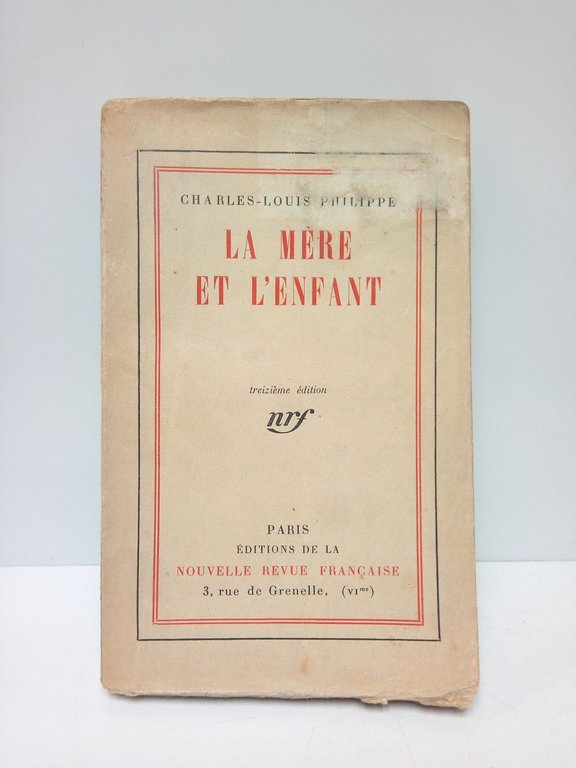 CHARLES-LOUIS PHILIPPE
LA MÈRE
ET L'ENFANT
treizième édition
nrf
PARIS
ÉDITIONS DE LA
NOUVELLE REVUE FRANÇAISE
3, rue de Grenelle, (VIme)